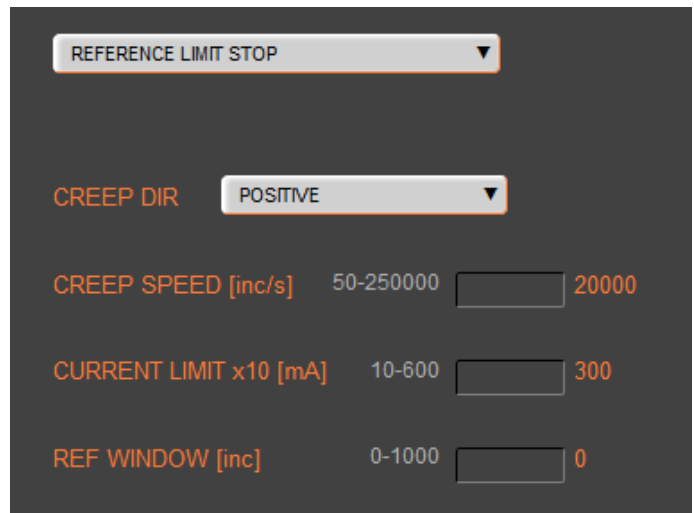 REFERENCE LIMIT STOP ▼
CREEP DIR POSITIVE ▼
CREEP SPEED [inc/s] 50-250000 20000
CURRENT LIMIT x10 [mA] 10-600 300
REF WINDOW [inc] 0-1000 0